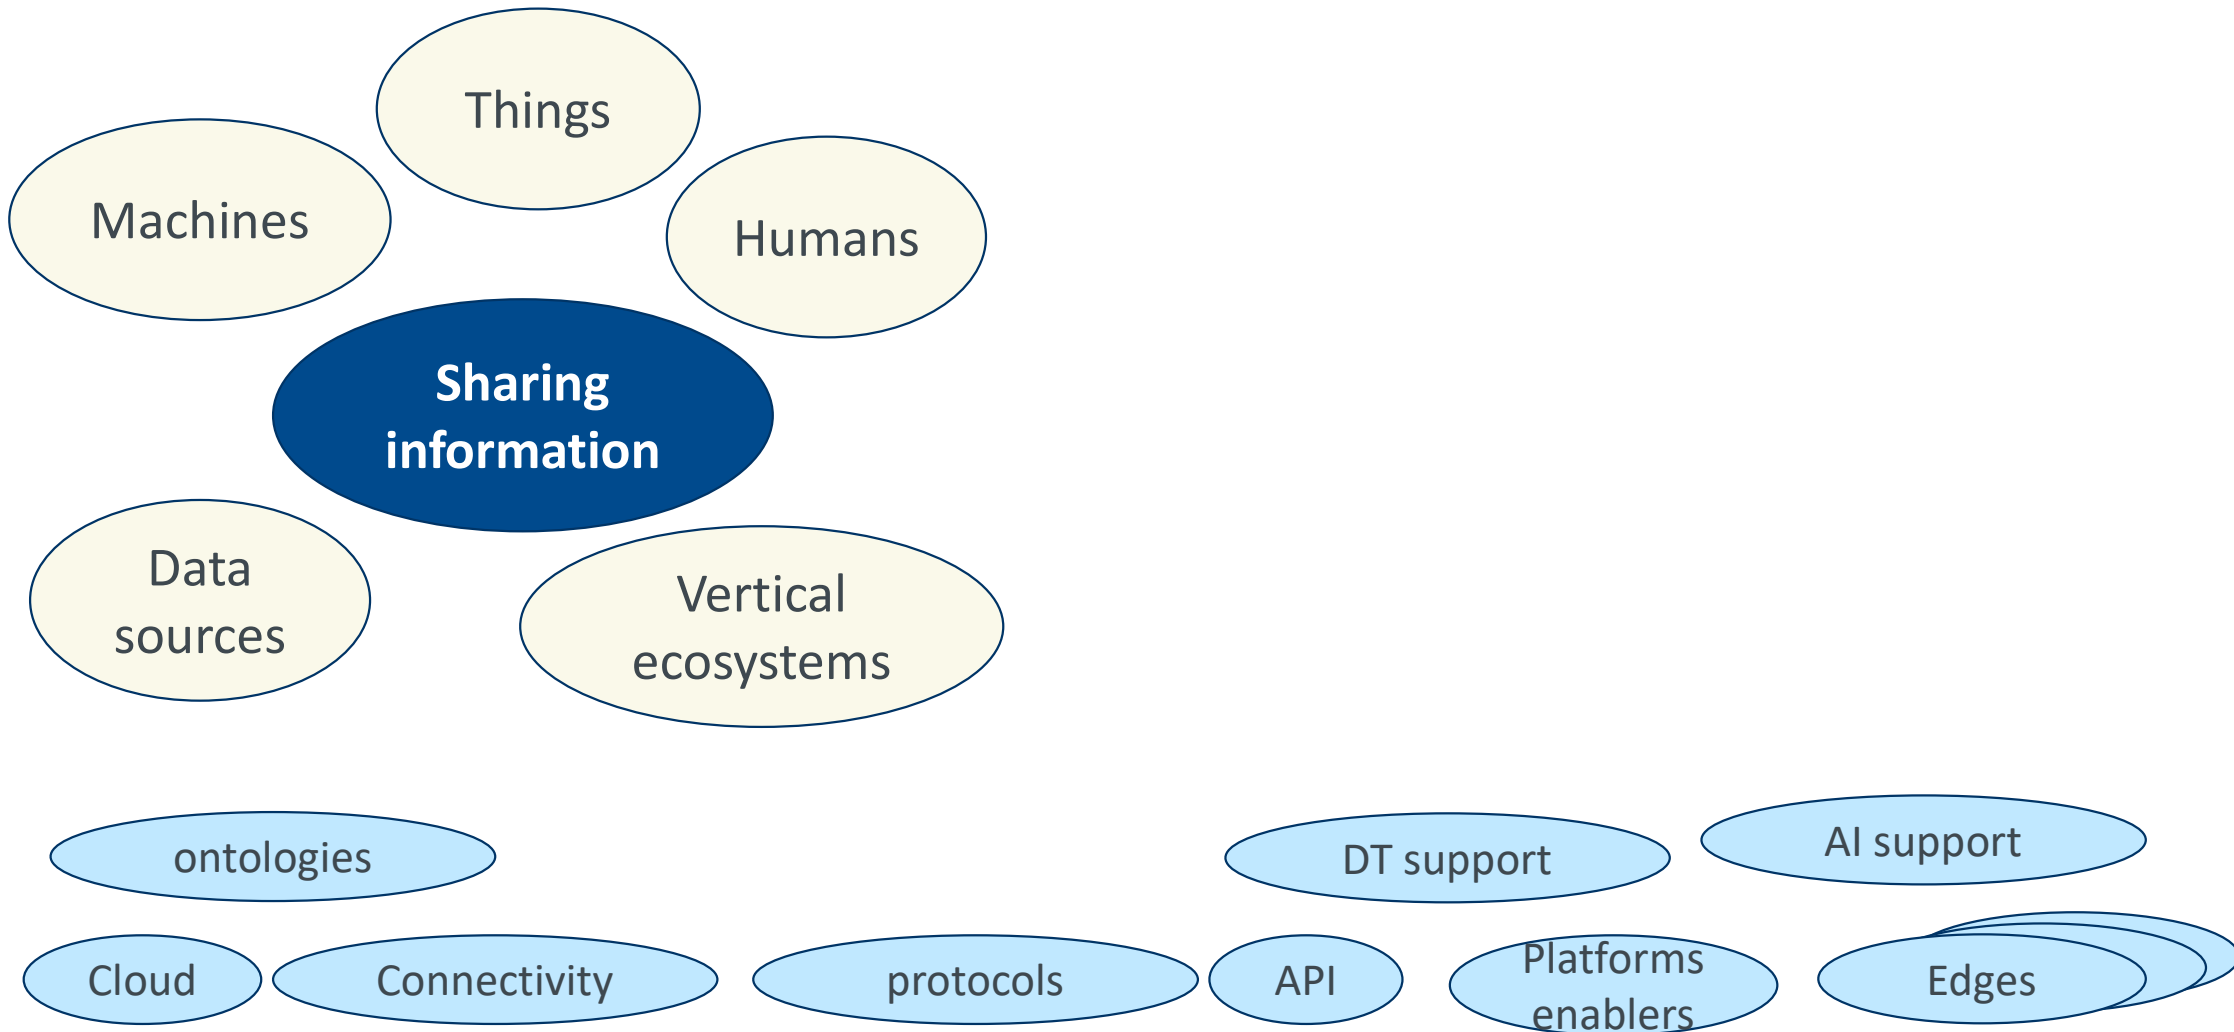 Things
Machines
Humans
Sharing
information
Data
sources
Vertical
ecosystems
ontologies
DT support
AI support
Cloud
Connectivity
protocols
API
Platforms
enablers
Edges